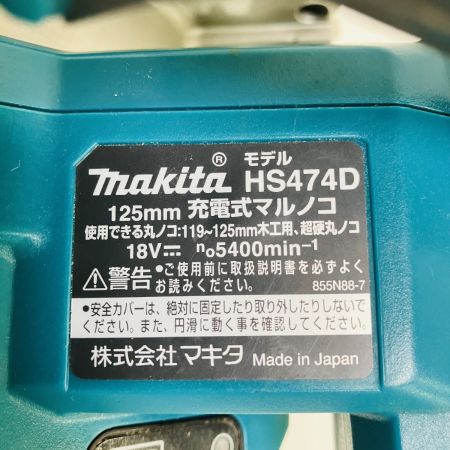 makita® モデル HS474D
125mm 充電式マルノコ
使用できる丸ノコ:119~125mm木工用、超硬丸ノコ
18V⎓ n₀5400min⁻¹
⚠警告 ●ご使用前に取扱説明書を必ずよく
お読みください。 855N88-7
●安全カバーは、絶対に固定したり取り外したりしないで
ください。また、円滑に動く事を確認してください。
株式会社マキタ Made in Japan